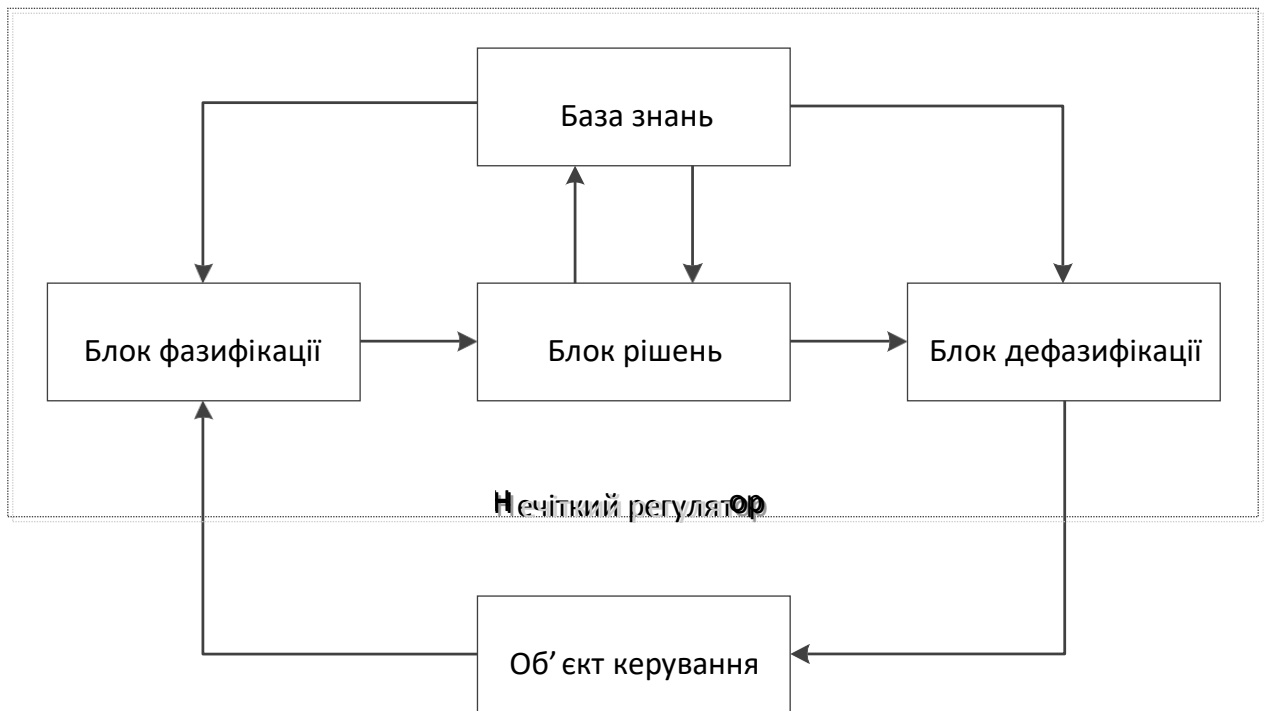 База знань
Блок фазифікації
Блок рішень
Блок дефазифікації
Нечіткий регулятор
Об’єкт керування